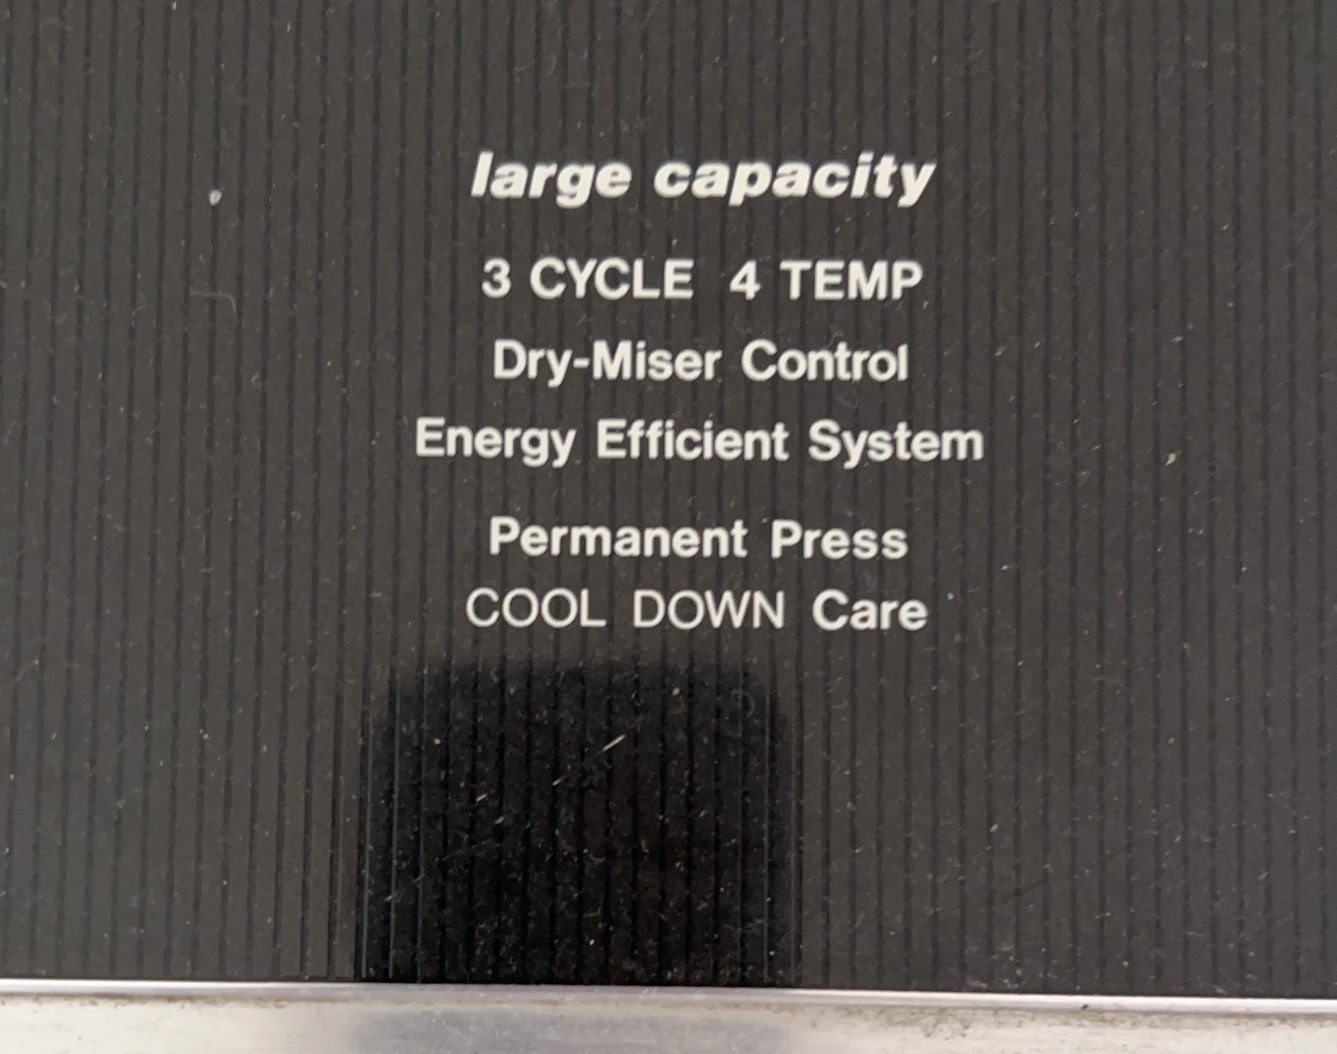 large capacity
3 CYCLE 4 TEMP
Dry-Miser Control
Energy Efficient System
Permanent Press
COOL DOWN Care